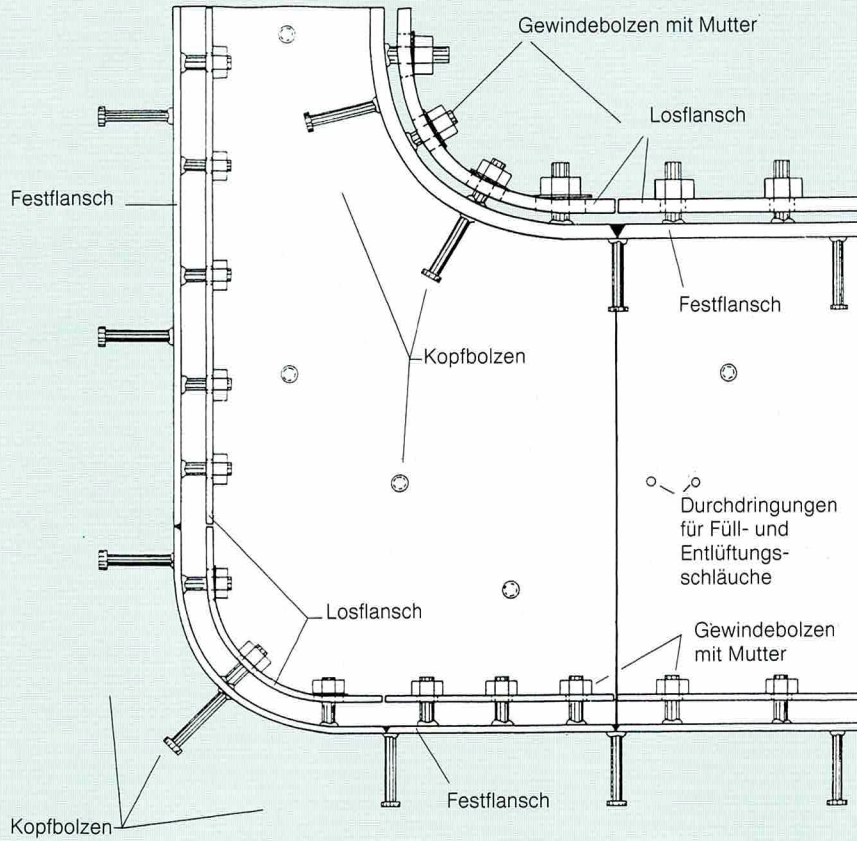 Gewindebolzen mit Mutter
Losflansch
Festflansch
Festflansch
Kopfbolzen
Durchdringungen
für Füll- und
Entlüftungs-
schläuche
Losflansch
Gewindebolzen
mit Mutter
Festflansch
Kopfbolzen